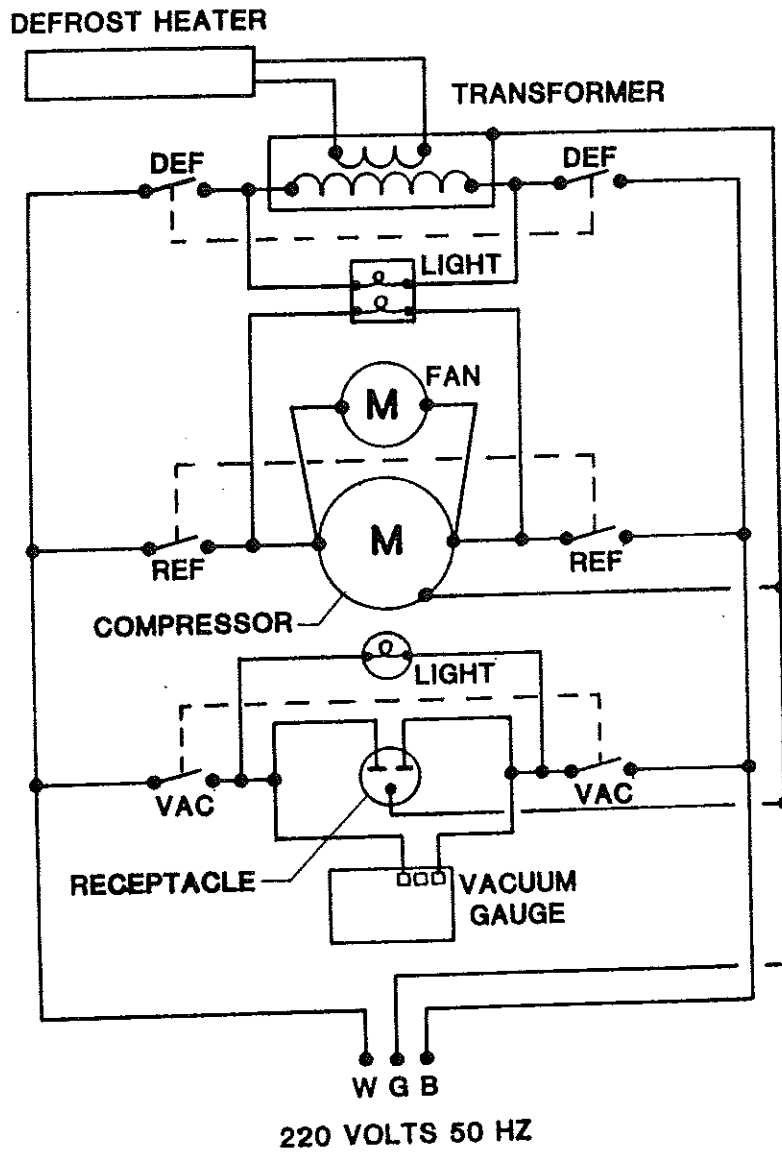 DEFROST HEATER
TRANSFORMER
DEF
DEF
LIGHT
FAN
M
M
REF
REF
COMPRESSOR
LIGHT
VAC
VAC
RECEPTACLE
VACUUM
GAUGE
W G B
220 VOLTS 50 HZ